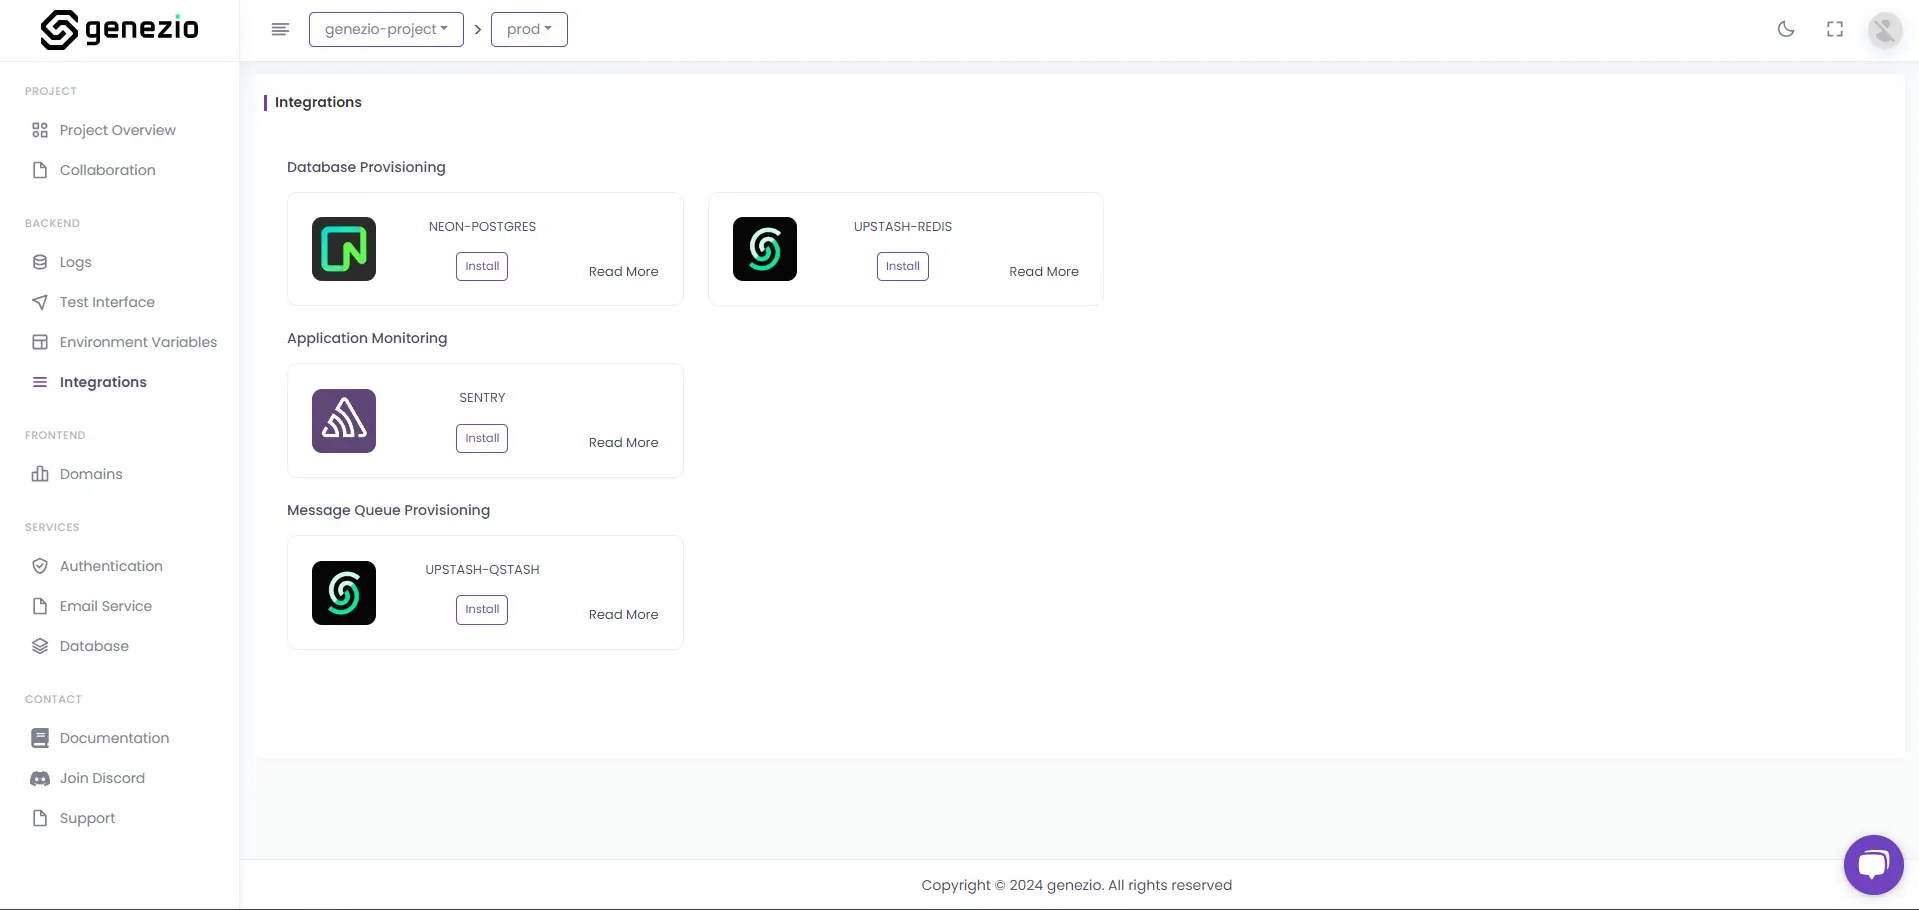 genezio
genezio-project
prod
PROJECT
Project Overview
Collaboration
BACKEND
Logs
Test Interface
Environment Variables
Integrations
FRONTEND
Domains
SERVICES
Authentication
Email Service
Database
CONTACT
Documentation
Join Discord
Support
Integrations
Database Provisioning
NEON-POSTGRES
Install
Read More
UPSTASH-REDIS
Install
Read More
Application Monitoring
SENTRY
Install
Read More
Message Queue Provisioning
UPSTASH-QSTASH
Install
Read More
Copyright © 2024 genezio. All rights reserved